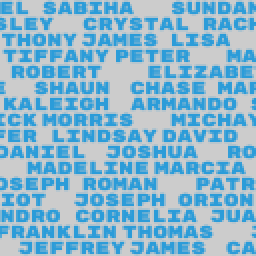 EL SABIHA SUNDAN
SLEY CRYSTAL RACH
THONY JAMES LISA
TIFFANY PETER MA
ROBERT ELIZABE
E SHAUN CHASE MAR
KALEIGH ARMANDO S
ICK MORRIS MICHAY
FER LINDSAY DAVID
DANIEL JOSHUA RO
MADELINE MARCIA
OSEPH ROMAN PATR
IOT JOSEPH ORION
NDRO CORNELIA JUA
FRANKLIN THOMAS J
JEFFREY JAMES CA